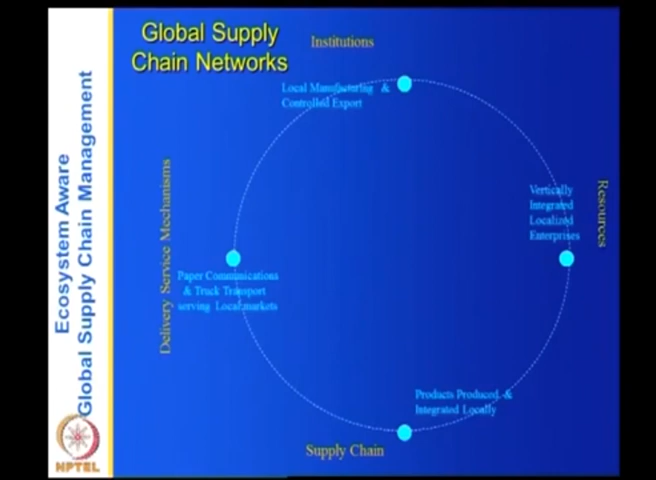 Global Supply
Chain Networks
Institutions
Local Manufacturing &
Controlled Export
Vertically
Integrated
Localized
Enterprises
Resources
Delivery Service Mechanisms
Paper Communications
& Truck Transport
serving Local markets
Products Produced &
Integrated Locally
Supply Chain
Ecosystem Aware
Global Supply Chain Management
NPTEL